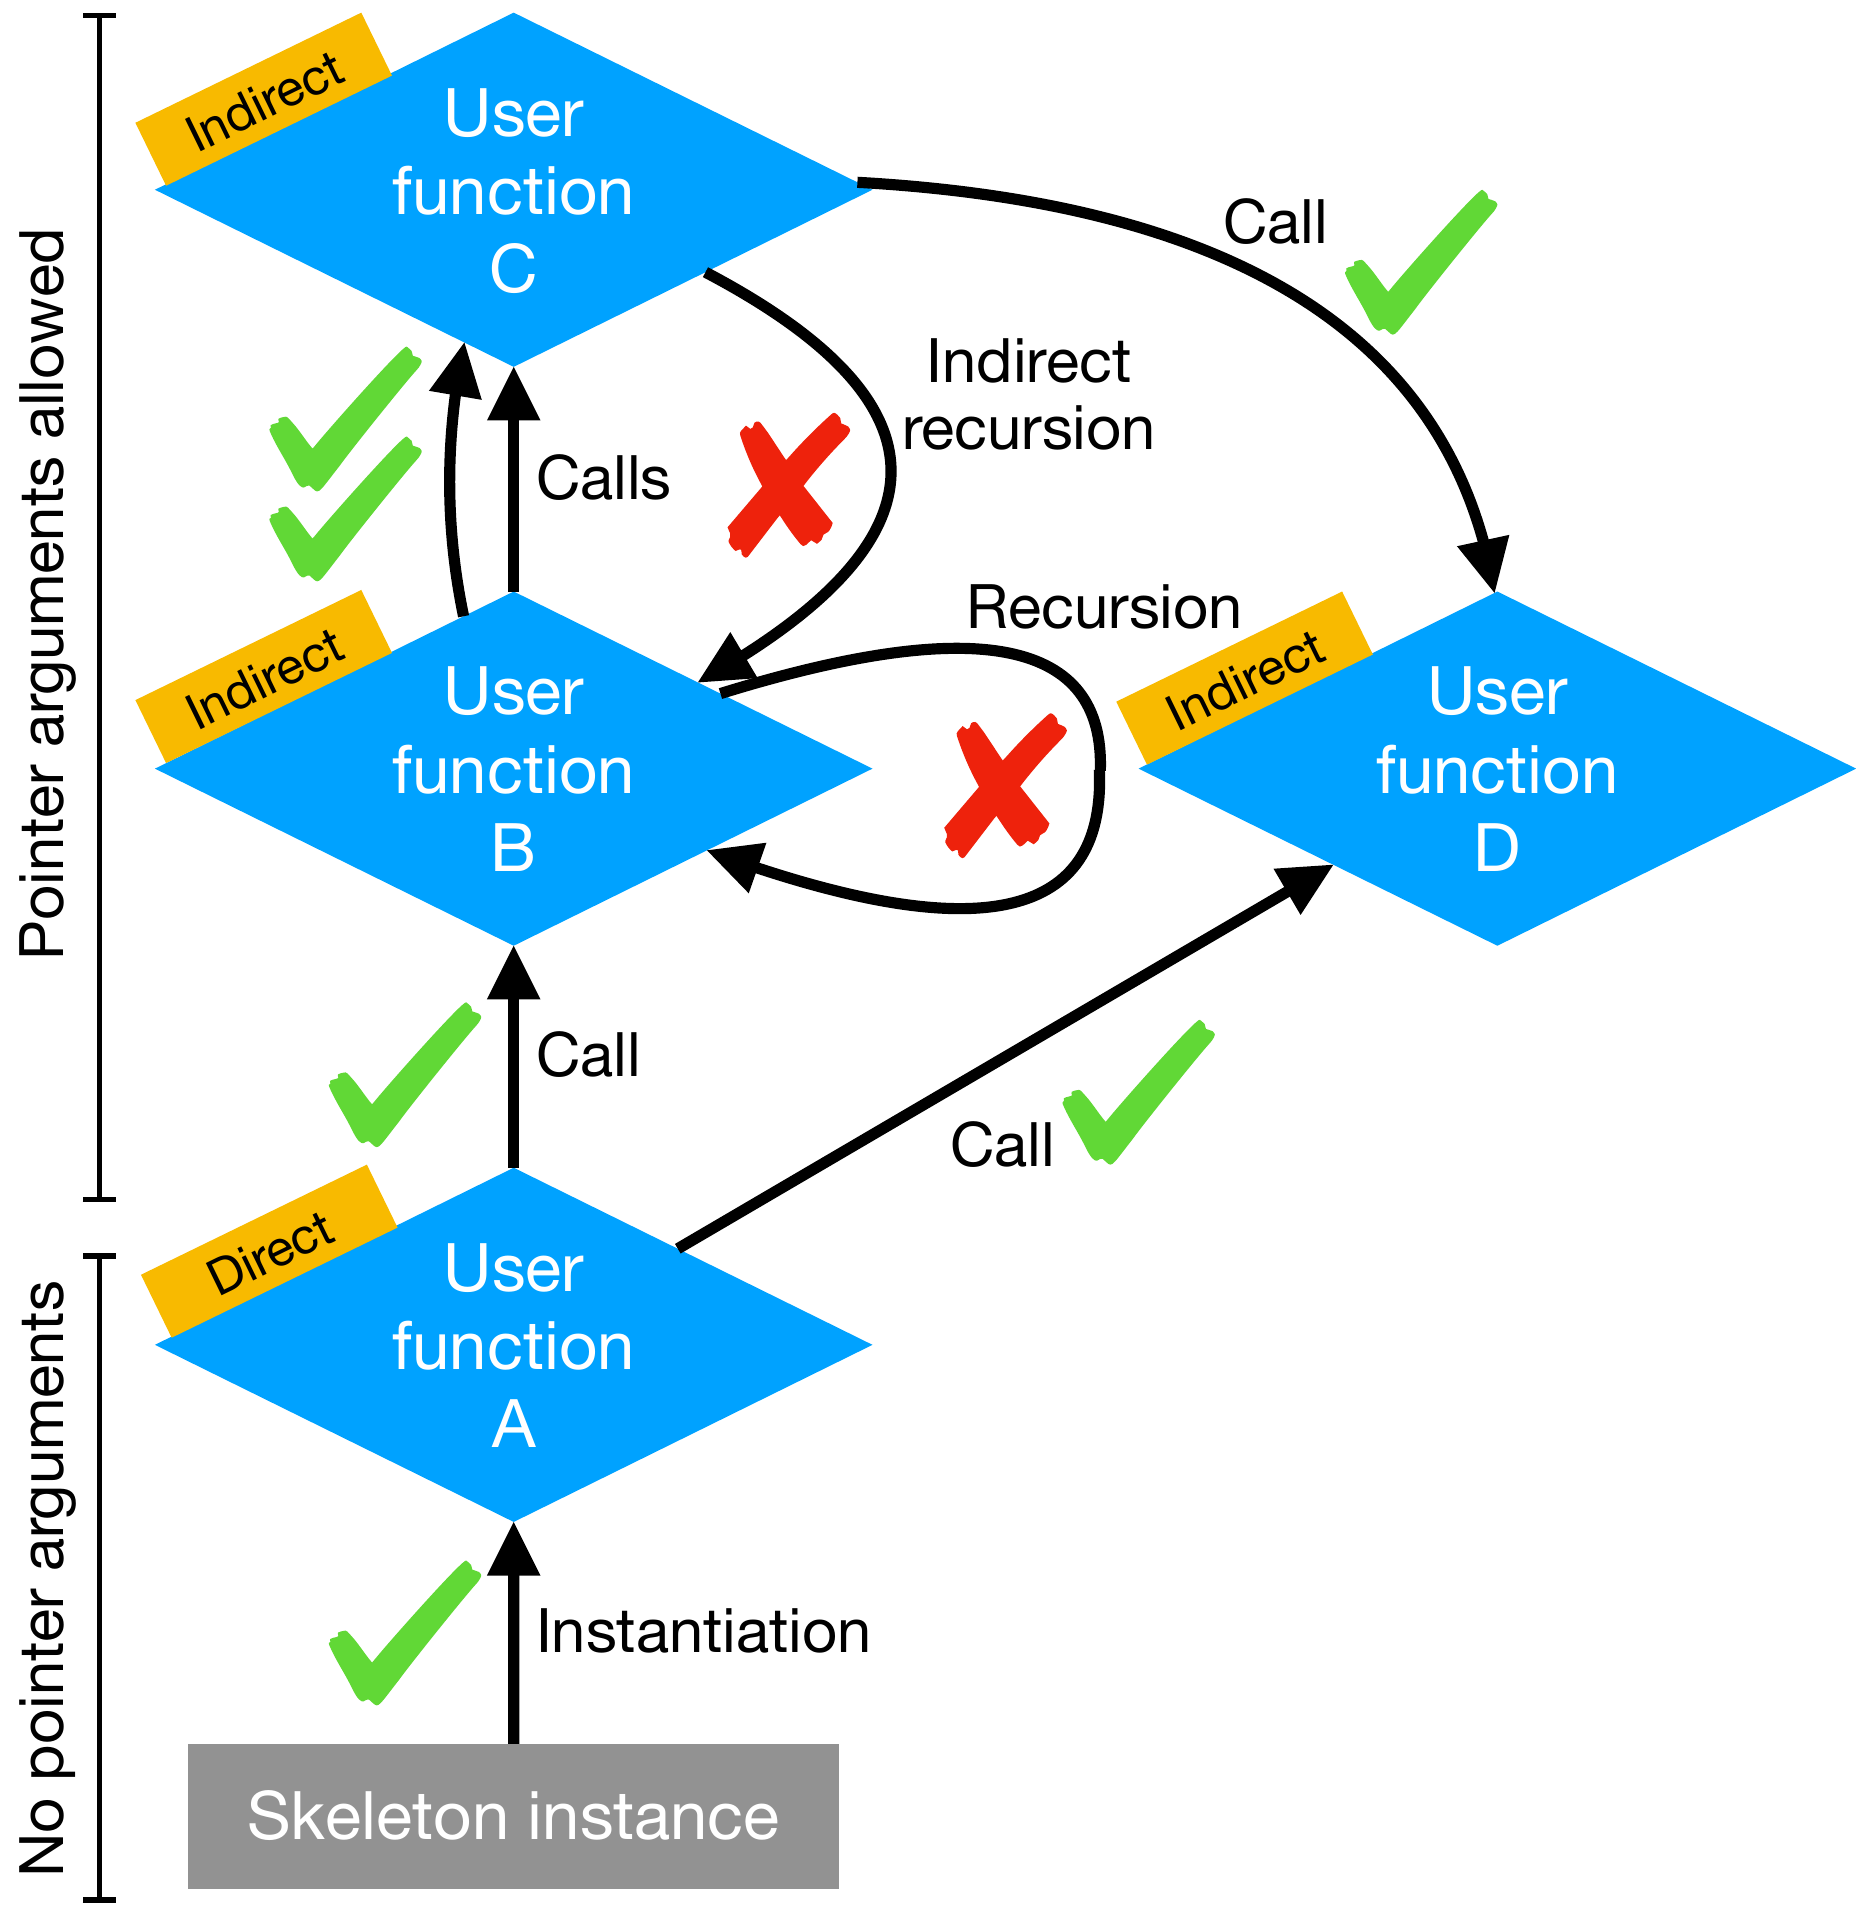 Pointer arguments allowed
No pointer arguments
Indirect
User
function
C
Call
Indirect
recursion
Calls
Recursion
Indirect
User
function
B
Indirect
User
function
D
Call
Call
Direct
User
function
A
Instantiation
Skeleton instance